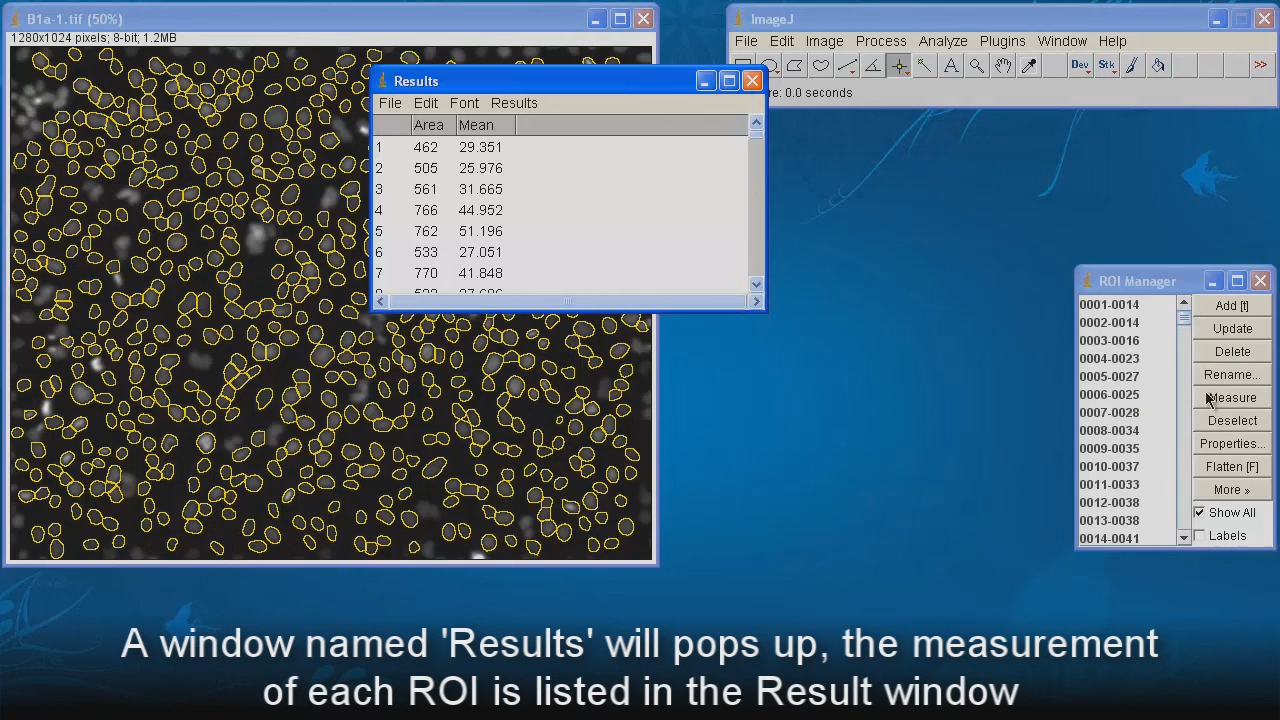 B1a-1.tif (50%)
1280x1024 pixels; 8-bit; 1.2MB
ImageJ
File Edit Image Process Analyze Plugins Window Help
A Dev Stk >>
re: 0.0 seconds
Results
File Edit Font Results
Area Mean
1 462 29.351
2 505 25.976
3 561 31.665
4 766 44.952
5 762 51.196
6 533 27.051
7 770 41.848
ROI Manager
0001-0014
0002-0014
0003-0016
0004-0023
0005-0027
0006-0025
0007-0028
0008-0034
0009-0035
0010-0037
0011-0033
0012-0038
0013-0038
0014-0041
Add [t]
Update
Delete
Rename...
Measure
Deselect
Properties...
Flatten [F]
More »
Show All
Labels
A window named 'Results' will pops up, the measurement
of each ROI is listed in the Result window